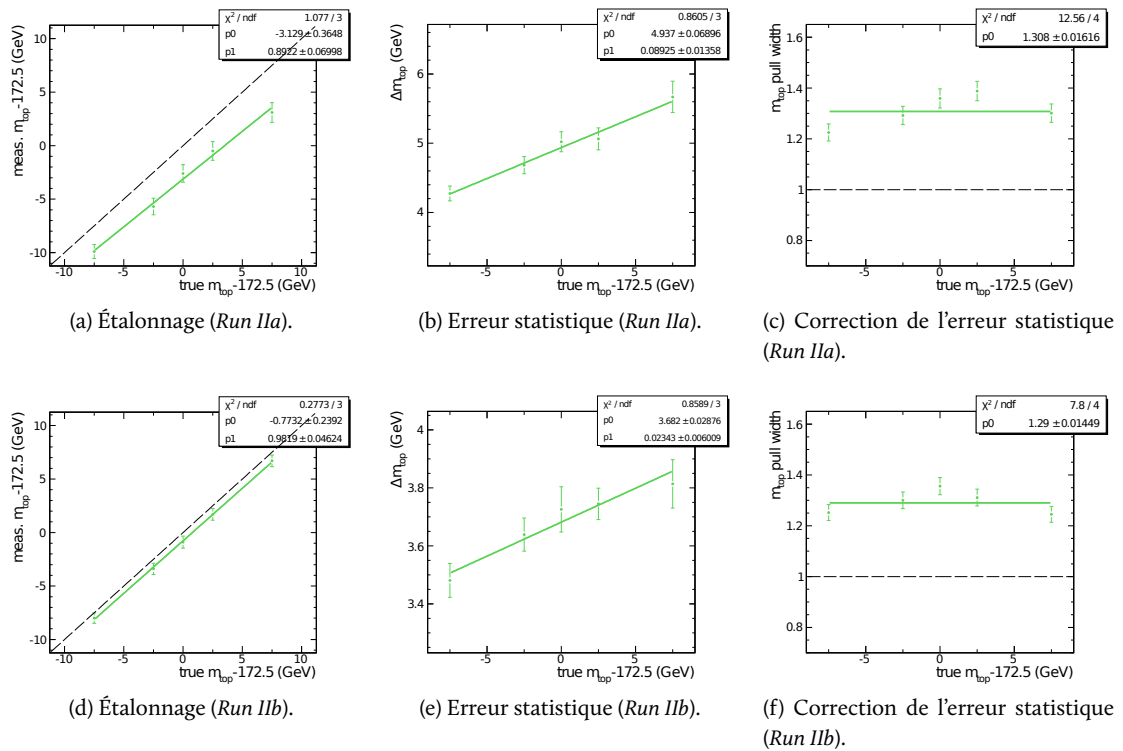 χ² / ndf 1.077 / 3
p0 -3.129 ± 0.3648
p1 0.8922 ± 0.06998
meas. m_top-172.5 (GeV)
10
5
0
-5
-10
-10 -5 0 5 10
true m_top-172.5 (GeV)
(a) Étalonnage (Run IIa).
χ² / ndf 0.8605 / 3
p0 4.937 ± 0.06896
p1 0.08925 ± 0.01358
Δm_top (GeV)
6
5
4
-5 0 5
true m_top-172.5 (GeV)
(b) Erreur statistique (Run IIa).
χ² / ndf 12.56 / 4
p0 1.308 ± 0.01616
m_top pull width
1.6
1.4
1.2
1
0.8
-5 0 5
true m_top-172.5 (GeV)
(c) Correction de l'erreur statistique
(Run IIa).
χ² / ndf 0.2773 / 3
p0 -0.7732 ± 0.2392
p1 0.9819 ± 0.04624
meas. m_top-172.5 (GeV)
10
5
0
-5
-10
-10 -5 0 5 10
true m_top-172.5 (GeV)
(d) Étalonnage (Run IIb).
χ² / ndf 0.8589 / 3
p0 3.682 ± 0.02876
p1 0.02343 ± 0.006009
Δm_top (GeV)
4
3.8
3.6
3.4
-5 0 5
true m_top-172.5 (GeV)
(e) Erreur statistique (Run IIb).
χ² / ndf 7.8 / 4
p0 1.29 ± 0.01449
m_top pull width
1.6
1.4
1.2
1
0.8
-5 0 5
true m_top-172.5 (GeV)
(f) Correction de l'erreur statistique
(Run IIb).